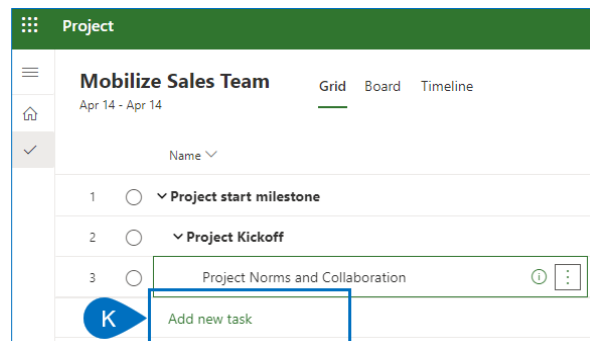 Project
Mobilize Sales Team
Grid Board Timeline
Apr 14 - Apr 14
Name
1 Project start milestone
2 Project Kickoff
3 Project Norms and Collaboration
K
Add new task